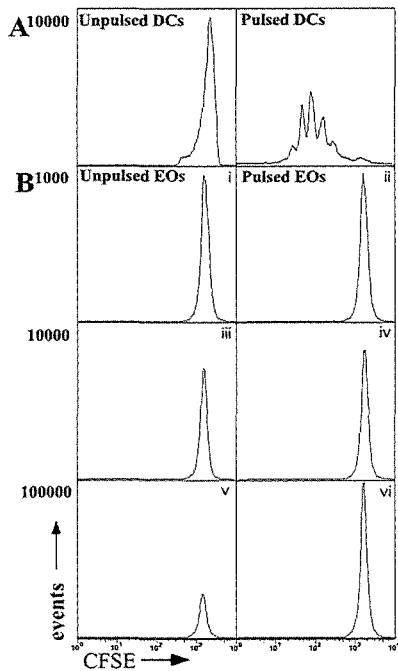 A
10000
Unpulsed DCs
Pulsed DCs
B
1000
Unpulsed EOs
i
Pulsed EOs
ii
10000
iii
iv
100000
v
vi
events
CFSE